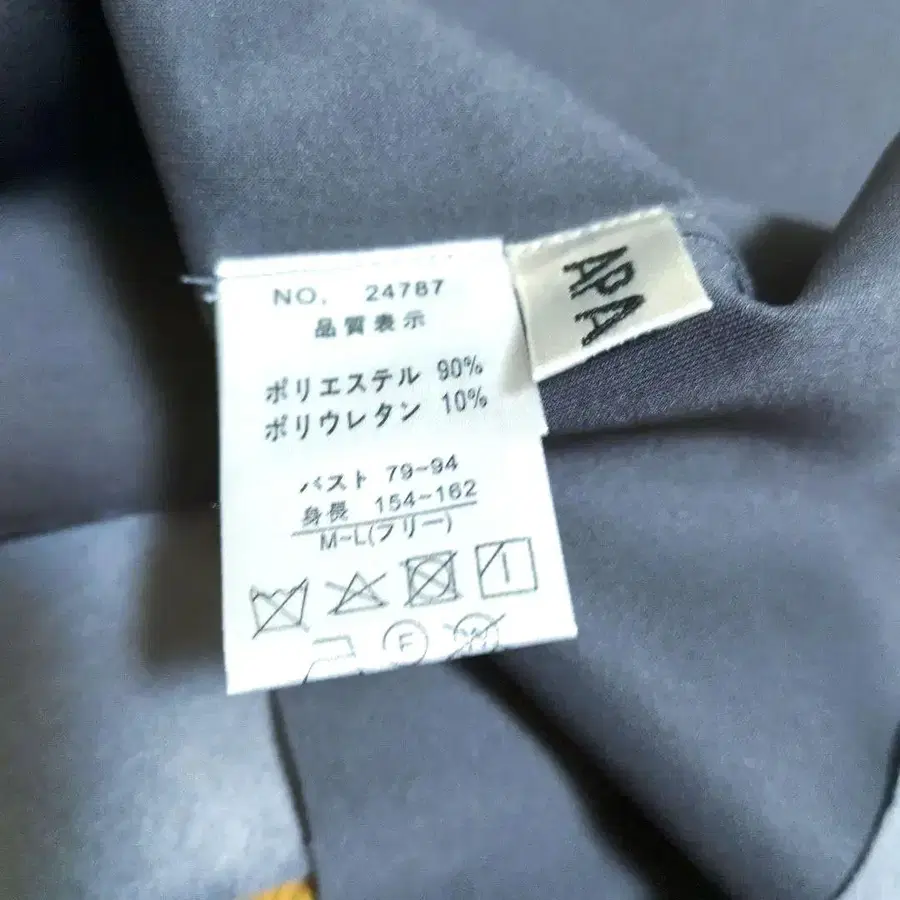 NO. 24787
品質表示
ポリエステル 90%
ポリウレタン 10%
バスト 79-94
身長 154-162
M-L(フリー)
F
W
APA